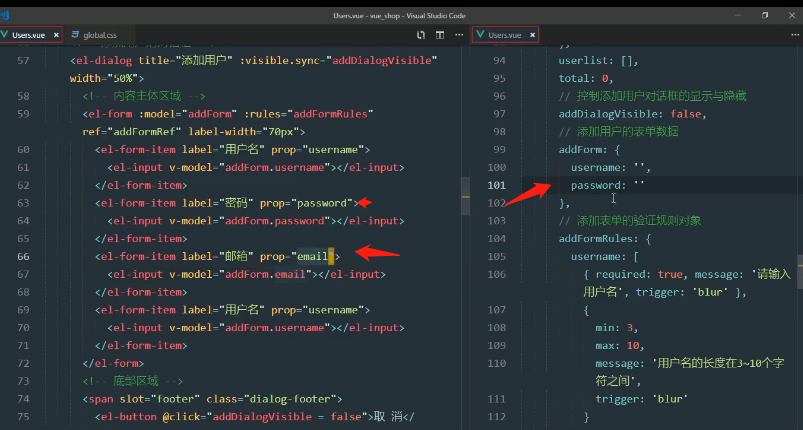 Users.vue - vue_shop - Visual Studio Code
Users.vue × global.css
Users.vue ×
57 <el-dialog title="添加用户" :visible.sync="addDialogVisible"
width="50%">
58 <!-- 内容主体区域 -->
59 <el-form :model="addForm" :rules="addFormRules"
ref="addFormRef" label-width="70px">
60 <el-form-item label="用户名" prop="username">
61 <el-input v-model="addForm.username"></el-input>
62 </el-form-item>
63 <el-form-item label="密码" prop="password">
64 <el-input v-model="addForm.password"></el-input>
65 </el-form-item>
66 <el-form-item label="邮箱" prop="email">
67 <el-input v-model="addForm.email"></el-input>
68 </el-form-item>
69 <el-form-item label="用户名" prop="username">
70 <el-input v-model="addForm.username"></el-input>
71 </el-form-item>
72 </el-form>
73 <!-- 底部区域 -->
74 <span slot="footer" class="dialog-footer">
75 <el-button @click="addDialogVisible = false">取 消</
94 userlist: [],
95 total: 0,
96 // 控制添加用户对话框的显示与隐藏
97 addDialogVisible: false,
98 // 添加用户的表单数据
99 addForm: {
100 username: '',
101 password: ''
102 },
103 // 添加表单的验证规则对象
104 addFormRules: {
105 username: [
106 { required: true, message: '请输入
用户名', trigger: 'blur' },
107 {
108 min: 3,
109 max: 10,
110 message: '用户名的长度在3~10个字
符之间',
111 trigger: 'blur'
112 }